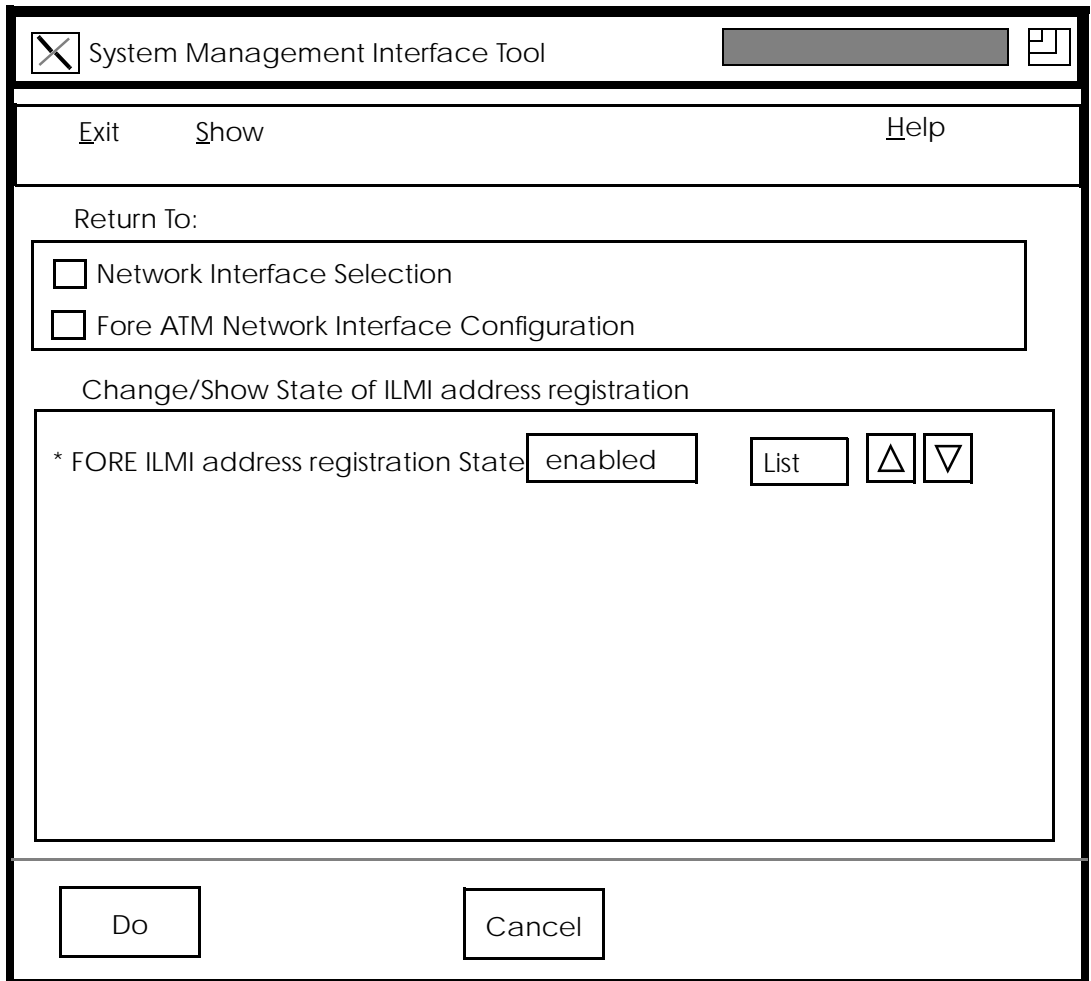 System Management Interface Tool
Exit Show Help
Return To:
Network Interface Selection
Fore ATM Network Interface Configuration
Change/Show State of ILMI address registration
* FORE ILMI address registration State enabled List
Do Cancel